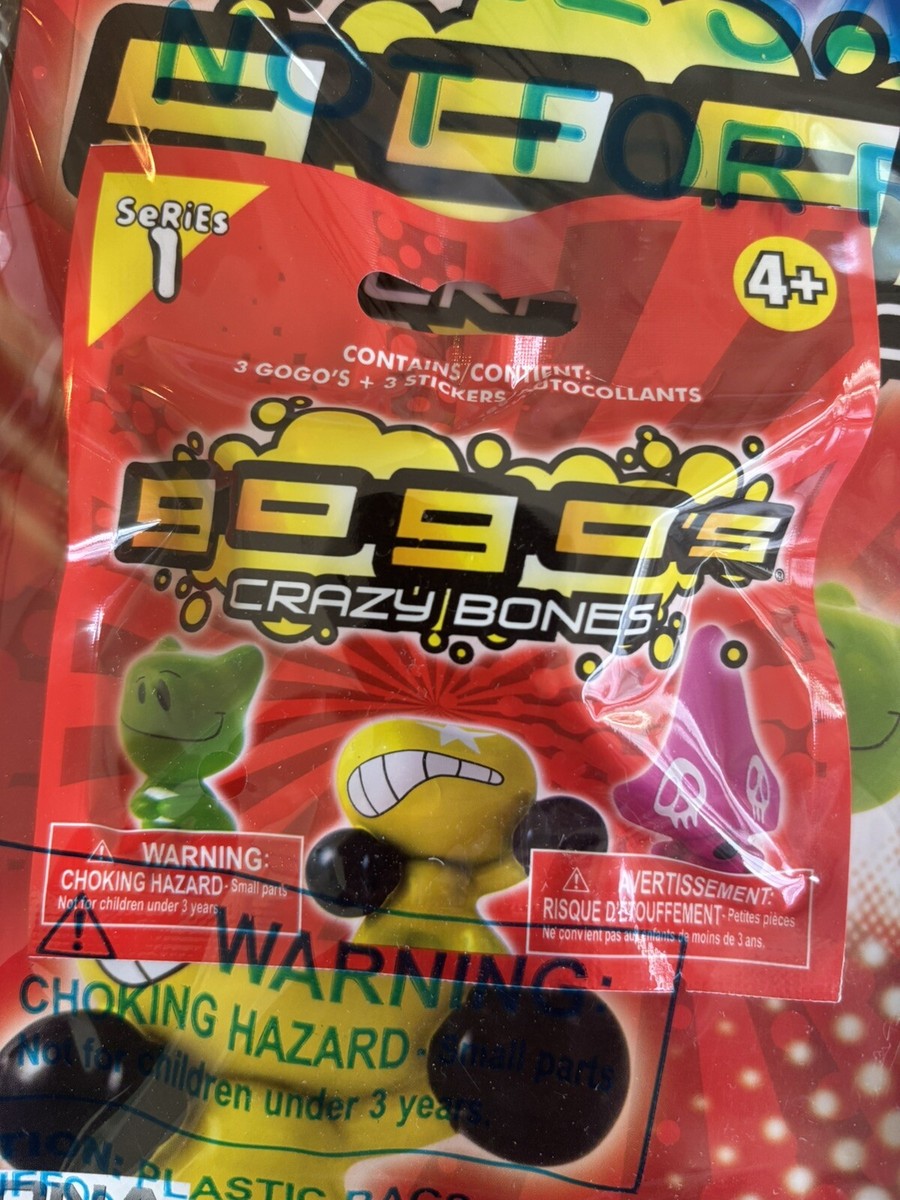 NOT FOR
SeRiEs
1
4+
CONTAINS/CONTIENT:
3 GOGO'S + 3 STICKERS/AUTOCOLLANTS
gogo's
CRAZY BONES
WARNING:
CHOKING HAZARD - Small parts
Not for children under 3 years.
AVERTISSEMENT:
RISQUE D'ÉTOUFFEMENT - Petites pièces
Ne convient pas aux enfants de moins de 3 ans.
WARNING:
CHOKING HAZARD - Small parts
Not for children under 3 years.
PLASTIC BAGS